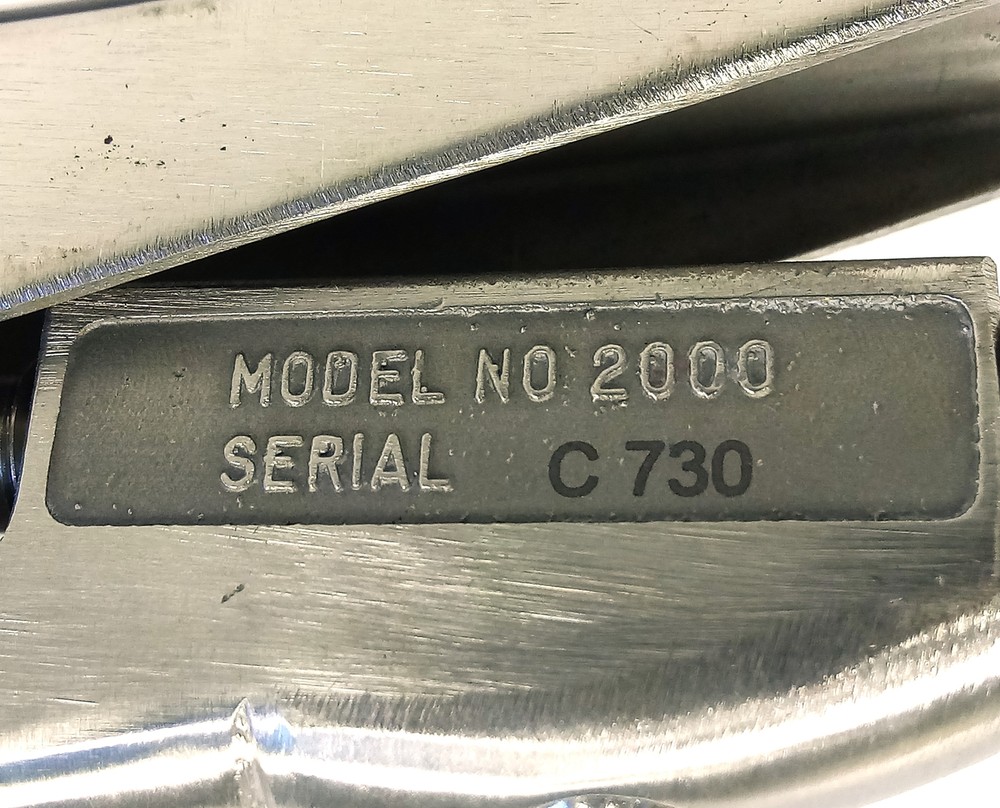 MODEL NO 2000
SERIAL C 730